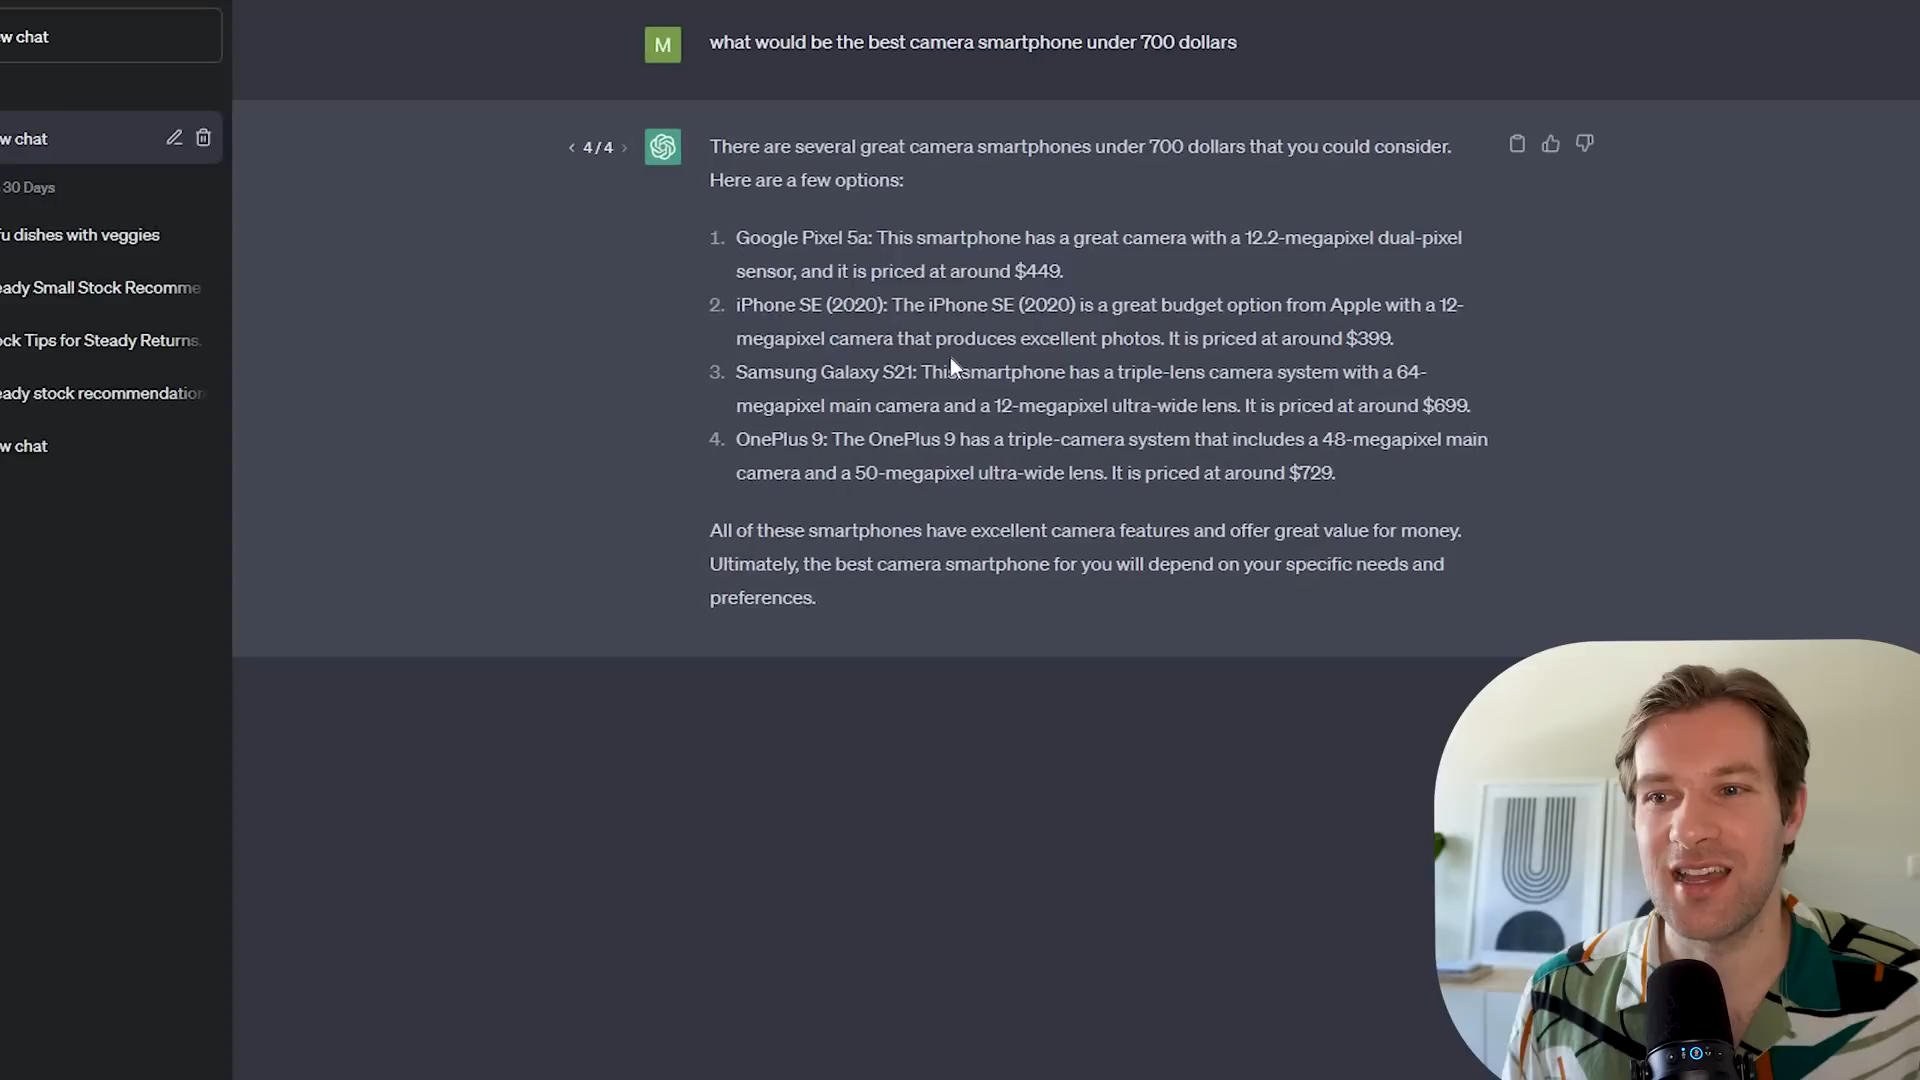 w chat
w chat
30 Days
fu dishes with veggies
eady Small Stock Recomme
ock Tips for Steady Returns.
eady stock recommendation
w chat
M
what would be the best camera smartphone under 700 dollars
< 4 / 4 >
There are several great camera smartphones under 700 dollars that you could consider.
Here are a few options:
1. Google Pixel 5a: This smartphone has a great camera with a 12.2-megapixel dual-pixel
sensor, and it is priced at around $449.
2. iPhone SE (2020): The iPhone SE (2020) is a great budget option from Apple with a 12-
megapixel camera that produces excellent photos. It is priced at around $399.
3. Samsung Galaxy S21: This smartphone has a triple-lens camera system with a 64-
megapixel main camera and a 12-megapixel ultra-wide lens. It is priced at around $699.
4. OnePlus 9: The OnePlus 9 has a triple-camera system that includes a 48-megapixel main
camera and a 50-megapixel ultra-wide lens. It is priced at around $729.
All of these smartphones have excellent camera features and offer great value for money.
Ultimately, the best camera smartphone for you will depend on your specific needs and
preferences.